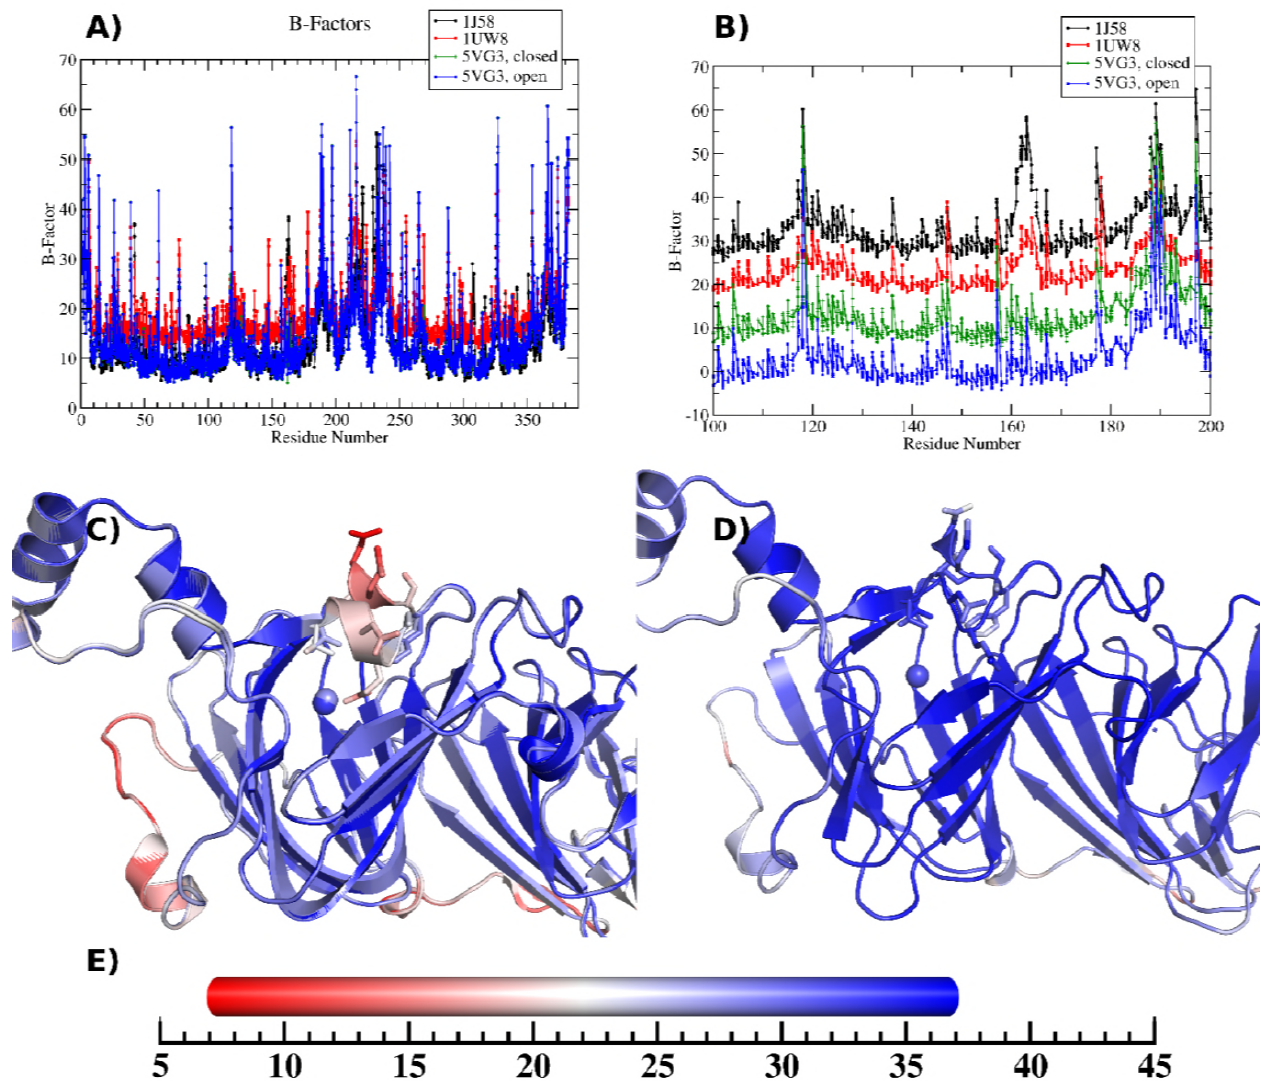 A)
B-Factors
1J58
1UW8
5VG3, closed
5VG3, open
B-Factor
70
60
50
40
30
20
10
0
0 50 100 150 200 250 300 350
Residue Number
B)
1J58
1UW8
5VG3, closed
5VG3, open
B-Factor
70
60
50
40
30
20
10
0
-10
100 120 140 160 180 200
Residue Number
C)
D)
E)
5 10 15 20 25 30 35 40 45